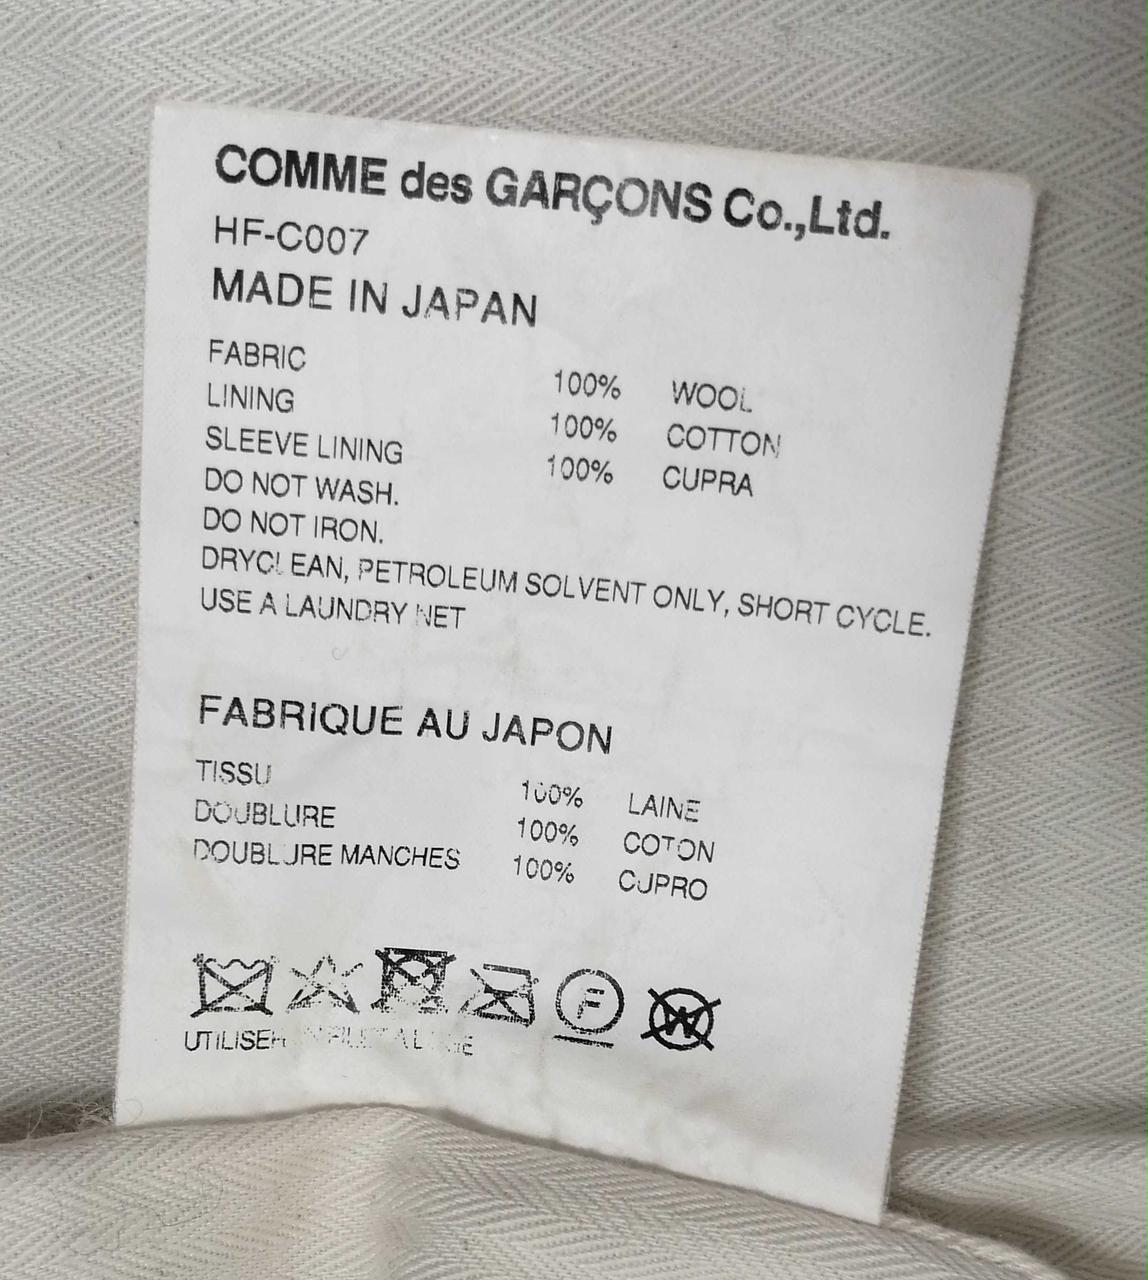 COMME des GARÇONS Co.,Ltd.
HF-C007
MADE IN JAPAN
FABRIC 100% WOOL
LINING 100% COTTON
SLEEVE LINING 100% CUPRA
DO NOT WASH.
DO NOT IRON.
DRYCLEAN, PETROLEUM SOLVENT ONLY, SHORT CYCLE.
USE A LAUNDRY NET
FABRIQUE AU JAPON
TISSU 100% LAINE
DOUBLURE 100% COTON
DOUBLURE MANCHES 100% CUPRO
F W
UTILISER FILET A